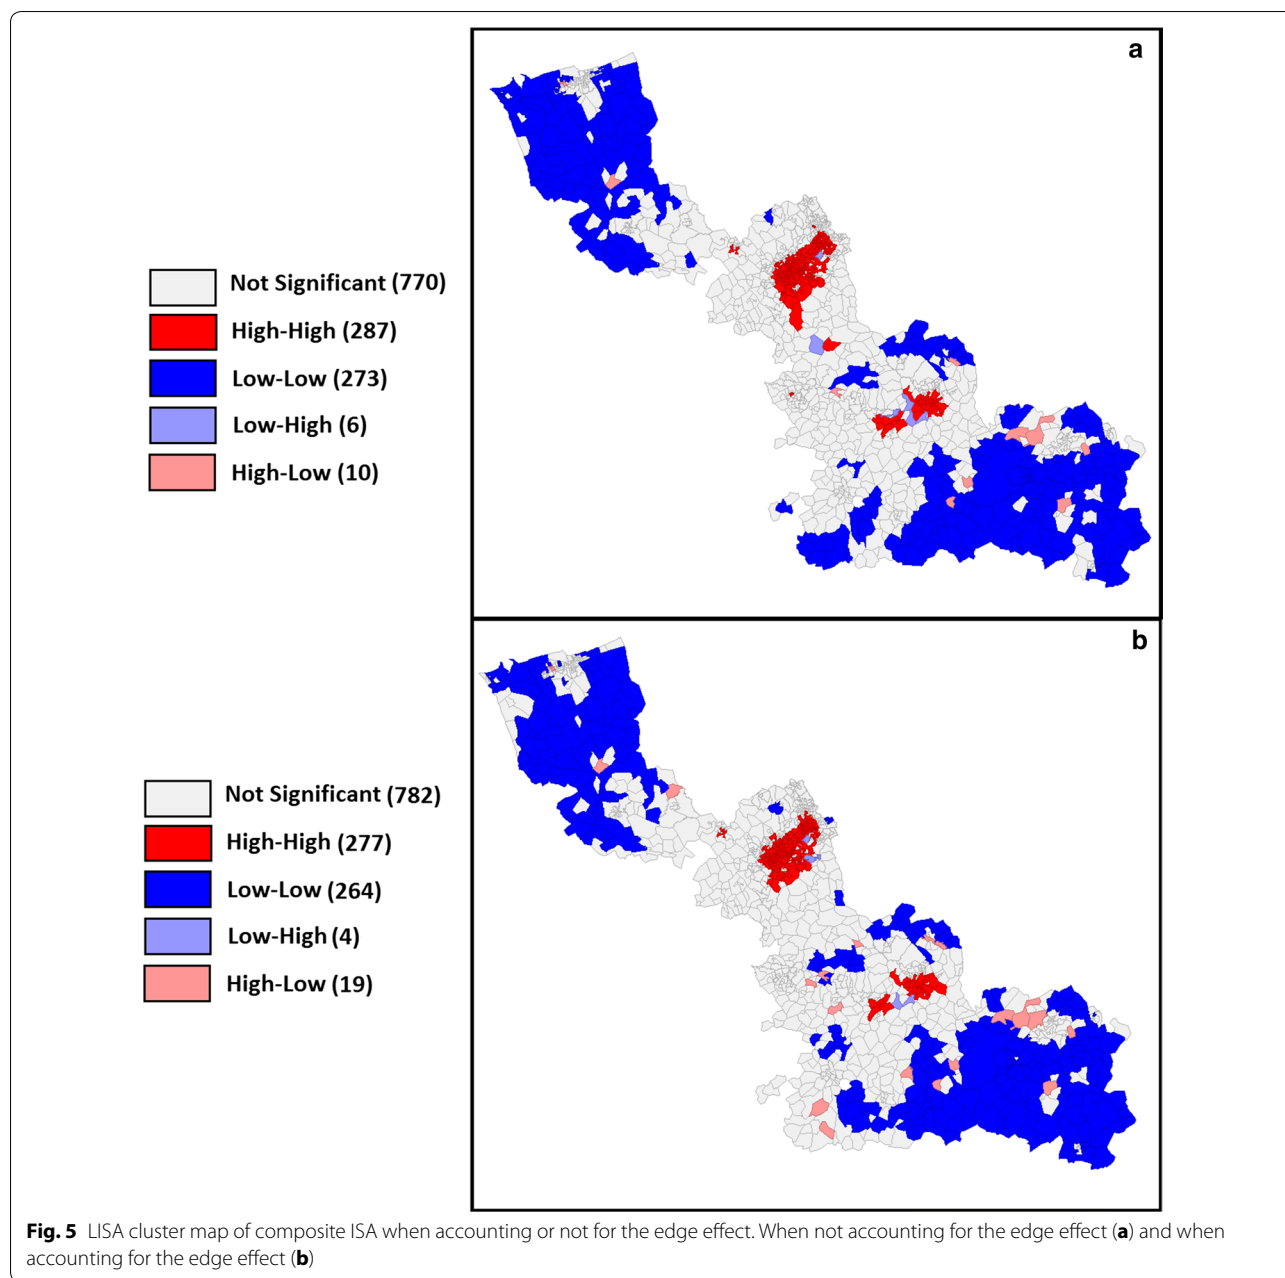 a
Not Significant (770)
High-High (287)
Low-Low (273)
Low-High (6)
High-Low (10)
b
Not Significant (782)
High-High (277)
Low-Low (264)
Low-High (4)
High-Low (19)
Fig. 5 LISA cluster map of composite ISA when accounting or not for the edge effect. When not accounting for the edge effect (a) and when
accounting for the edge effect (b)